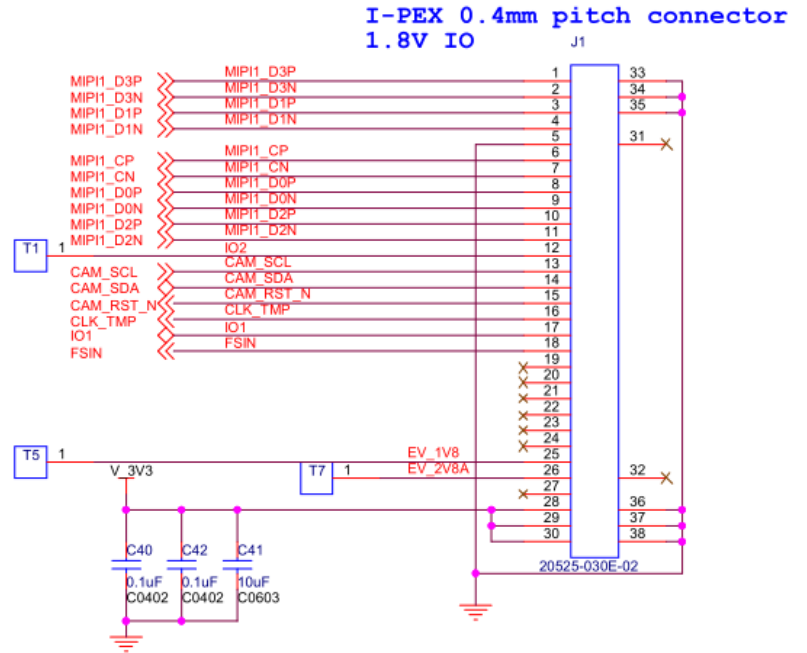 I-PEX 0.4mm pitch connector
1.8V IO
J1
MIPI1_D3P MIPI1_D3P 1 33
MIPI1_D3N MIPI1_D3N 2 34
MIPI1_D1P MIPI1_D1P 3 35
MIPI1_D1N MIPI1_D1N 4
5 31
MIPI1_CP MIPI1_CP 6
MIPI1_CN MIPI1_CN 7
MIPI1_D0P MIPI1_D0P 8
MIPI1_D0N MIPI1_D0N 9
MIPI1_D2P MIPI1_D2P 10
MIPI1_D2N MIPI1_D2N 11
T1 1 IO2 12
CAM_SCL CAM_SCL 13
CAM_SDA CAM_SDA 14
CAM_RST_N CAM_RST_N 15
CLK_TMP CLK_TMP 16
IO1 IO1 17
FSIN FSIN 18
19
20
21
22
23
24
T5 1 EV_1V8 25
V_3V3 T7 1 EV_2V8A 26 32
27
28 36
29 37
30 38
C40 C42 C41
0.1uF 0.1uF 10uF
C0402 C0402 C0603
20525-030E-02